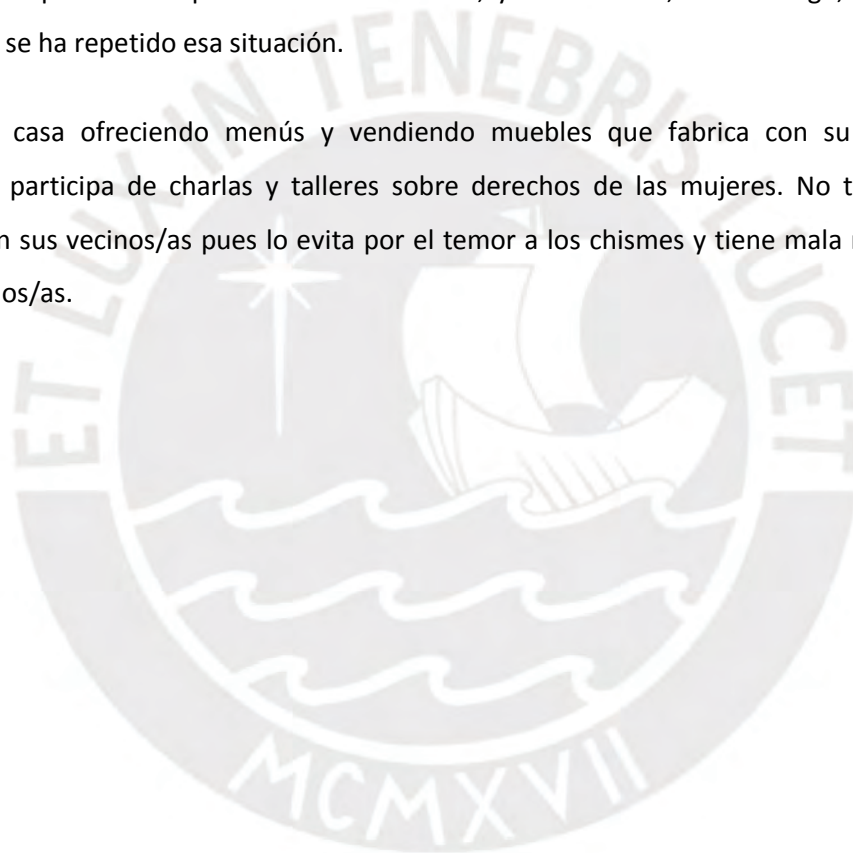 se ha repetido esa situación.
casa ofreciendo menús y vendiendo muebles que fabrica con su
participa de charlas y talleres sobre derechos de las mujeres. No
sus vecinos/as pues lo evita por el temor a los chismes y tiene mala
ET LUX IN TENEBRIS LUCET
MCMXVII